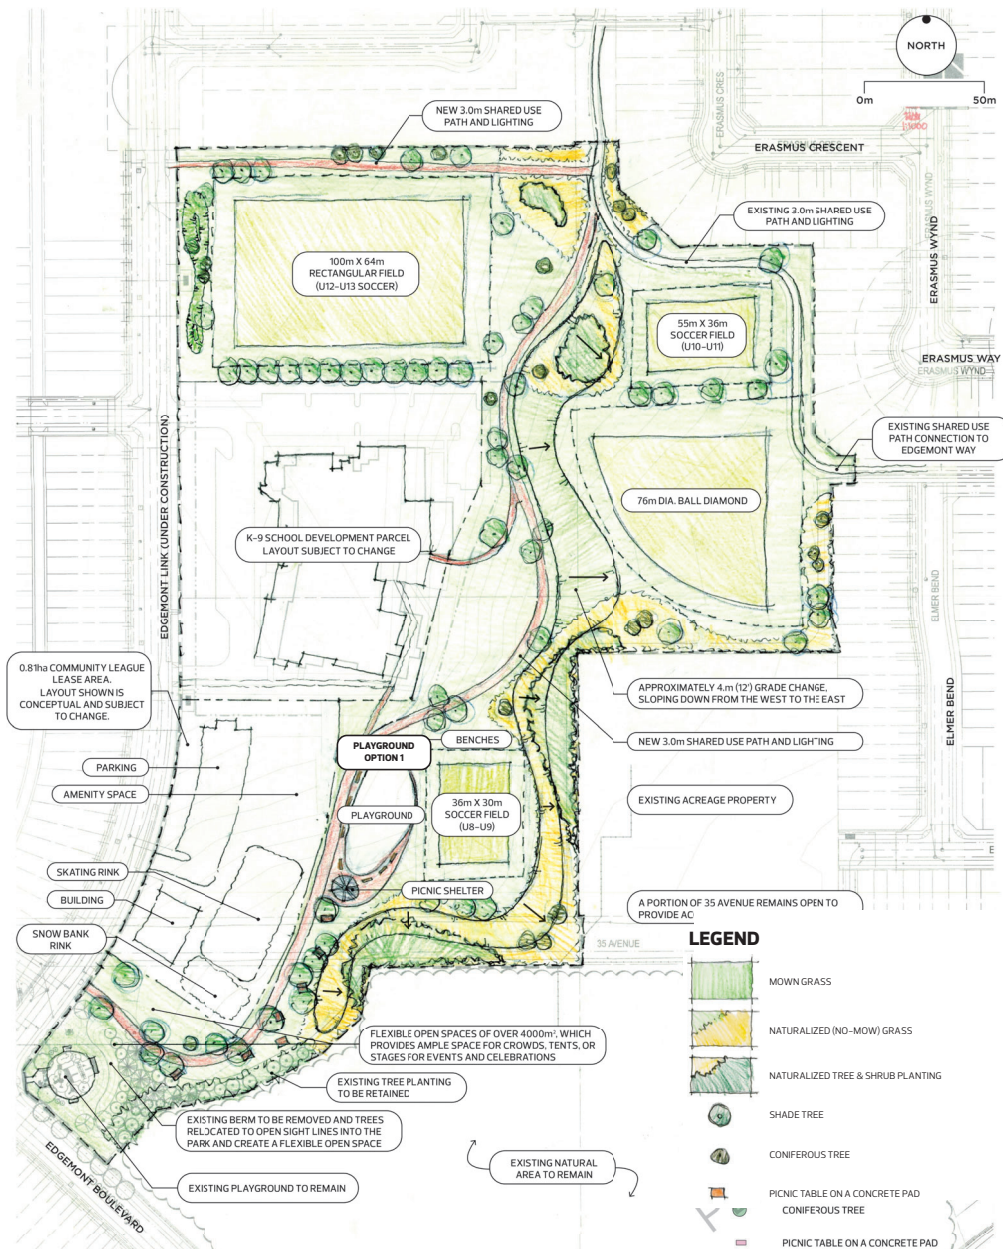 NORTH
0m 50m
NEW 3.0m SHARED USE
PATH AND LIGHTING
ERASMUS CRES
ERASMUS CRESCENT
ERASMUS CRESCENT
EXISTING 3.0m SHARED USE
PATH AND LIGHTING
ERASMUS WYND
ERASMUS WYND
100m X 64m
RECTANGULAR FIELD
(U12-U13 SOCCER)
55m X 36m
SOCCER FIELD
(U10-U11)
ERASMUS WAY
ERASMUS WYND
EXISTING SHARED USE
PATH CONNECTION TO
EDGEMONT WAY
EDGEMONT LINK (UNDER CONSTRUCTION)
76m DIA. BALL DIAMOND
K-9 SCHOOL DEVELOPMENT PARCEL
LAYOUT SUBJECT TO CHANGE
ELMER BEND
ELMER BEND
0.81ha COMMUNITY LEAGUE
LEASE AREA.
LAYOUT SHOWN IS
CONCEPTUAL AND SUBJECT
TO CHANGE.
APPROXIMATELY 4.m (12') GRADE CHANGE,
SLOPING DOWN FROM THE WEST TO THE EAST
NEW 3.0m SHARED USE PATH AND LIGHTING
PLAYGROUND
OPTION 1
BENCHES
PARKING
AMENITY SPACE
PLAYGROUND
36m X 30m
SOCCER FIELD
(U8-U9)
EXISTING ACREAGE PROPERTY
SKATING RINK
BUILDING
SNOW BANK
RINK
PICNIC SHELTER
A PORTION OF 35 AVENUE REMAINS OPEN TO
PROVIDE
35 AVENUE
FLEXIBLE OPEN SPACES OF OVER 4000m², WHICH
PROVIDES AMPLE SPACE FOR CROWDS, TENTS, OR
STAGES FOR EVENTS AND CELEBRATIONS
EXISTING TREE PLANTING
TO BE RETAINED
EXISTING BERM TO BE REMOVED AND TREES
RELOCATED TO OPEN SIGHT LINES INTO THE
PARK AND CREATE A FLEXIBLE OPEN SPACE
EXISTING PLAYGROUND TO REMAIN
EDGEMONT BOULEVARD
EXISTING NATURAL
AREA TO REMAIN
LEGEND
MOWN GRASS
NATURALIZED (NO-MOW) GRASS
NATURALIZED TREE & SHRUB PLANTING
SHADE TREE
CONIFEROUS TREE
PICNIC TABLE ON A CONCRETE PAD
CONIFEROUS TREE
PICNIC TABLE ON A CONCRETE PAD